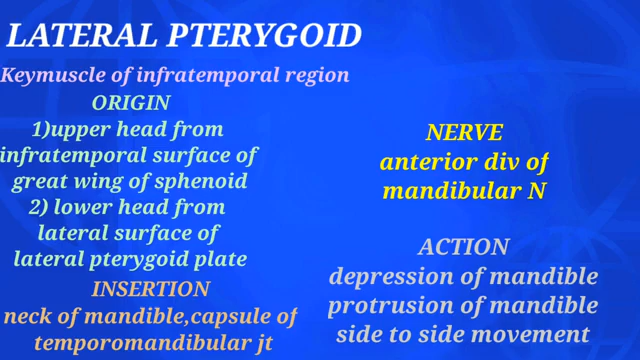 LATERAL PTERYGOID
Keymuscle of infratemporal region
ORIGIN
1)upper head from
infratemporal surface of
great wing of sphenoid
2) lower head from
lateral surface of
lateral pterygoid plate
INSERTION
neck of mandible,capsule of
temporomandibular jt
NERVE
anterior div of
mandibular N
ACTION
depression of mandible
protrusion of mandible
side to side movement